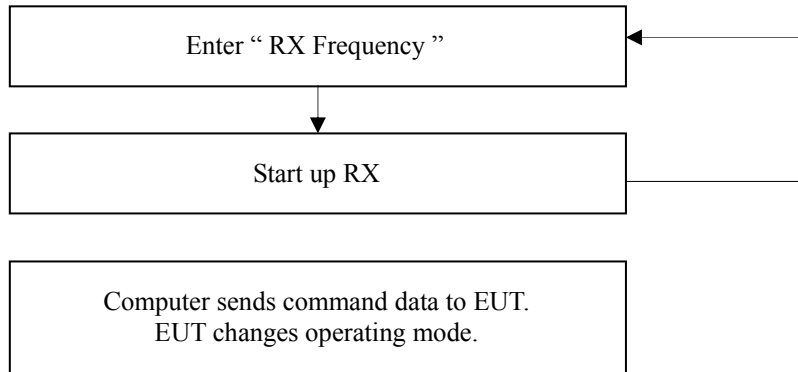 Enter “ RX Frequency ”
Start up RX
Computer sends command data to EUT.
EUT changes operating mode.